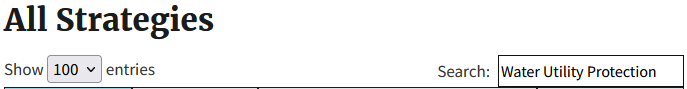 All Strategies
Show 100 entries Search: Water Utility Protection